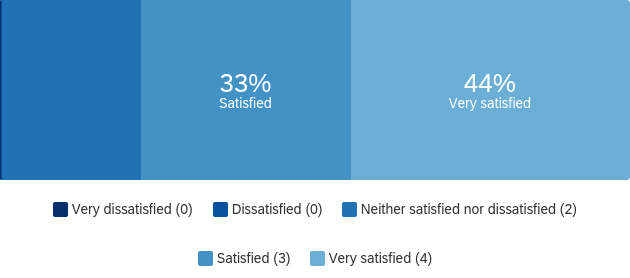 33%
Satisfied
44%
Very satisfied
Very dissatisfied (0)
Dissatisfied (0)
Neither satisfied nor dissatisfied (2)
Satisfied (3)
Very satisfied (4)